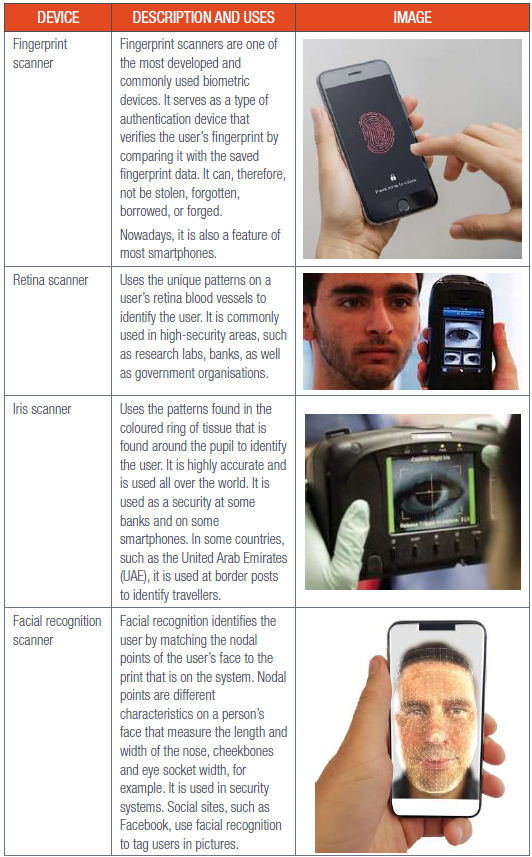 DEVICE
DESCRIPTION AND USES
IMAGE
Fingerprint
scanner
Fingerprint scanners are one of
the most developed and
commonly used biometric
devices. It serves as a type of
authentication device that
verifies the user's fingerprint by
comparing it with the saved
fingerprint data. It can, therefore,
not be stolen, forgotten,
borrowed, or forged.
Nowadays, it is also a feature of
most smartphones.
Retina scanner
Uses the unique patterns on a
user's retina blood vessels to
identify the user. It is commonly
used in high-security areas, such
as research labs, banks, as well
as government organisations.
Iris scanner
Uses the patterns found in the
coloured ring of tissue that is
found around the pupil to identify
the user. It is highly accurate and
is used all over the world. It is
used as a security at some
banks and on some
smartphones. In some countries,
such as the United Arab Emirates
(UAE), it is used at border posts
to identify travellers.
Capture Right Iris
Facial recognition
scanner
Facial recognition identifies the
user by matching the nodal
points of the user's face to the
print that is on the system. Nodal
points are different
characteristics on a person's
face that measure the length and
width of the nose, cheekbones
and eye socket width, for
example. It is used in security
systems. Social sites, such as
Facebook, use facial recognition
to tag users in pictures.